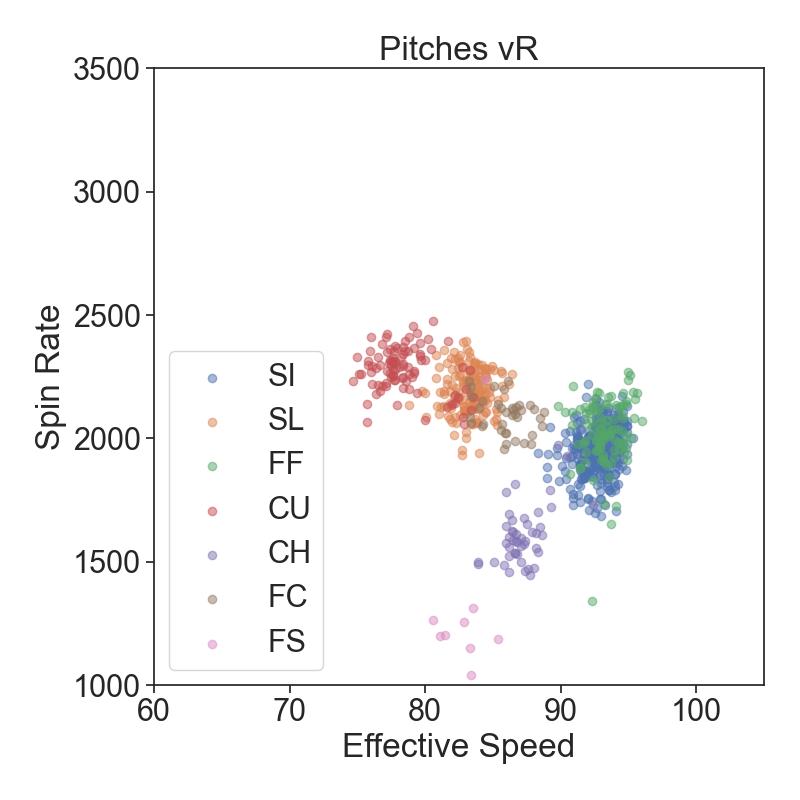 Pitches vR
3500
3000
2500
2000
1500
1000
Spin Rate
SI
SL
FF
CU
CH
FC
FS
60 70 80 90 100
Effective Speed